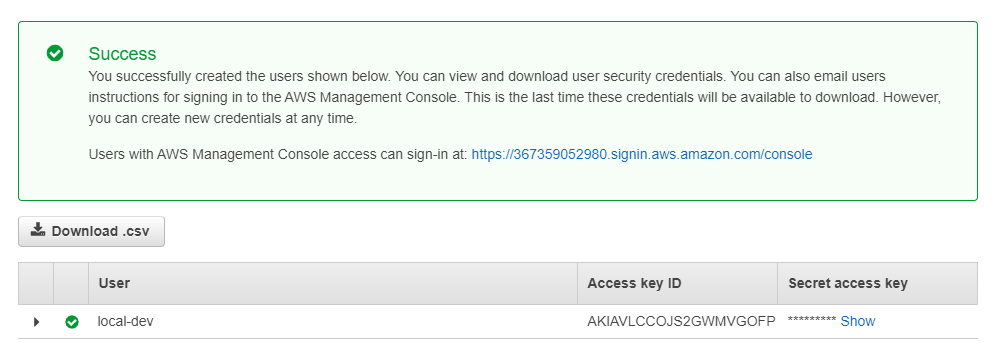 Success
You successfully created the users shown below. You can view and download user security credentials. You can also email users
instructions for signing in to the AWS Management Console. This is the last time these credentials will be available to download. However,
you can create new credentials at any time.
Users with AWS Management Console access can sign-in at: https://367359052980.signin.aws.amazon.com/console
Download .csv
User Access key ID Secret access key
local-dev AKIAVLCCOJS2GWMVGOFP ********* Show